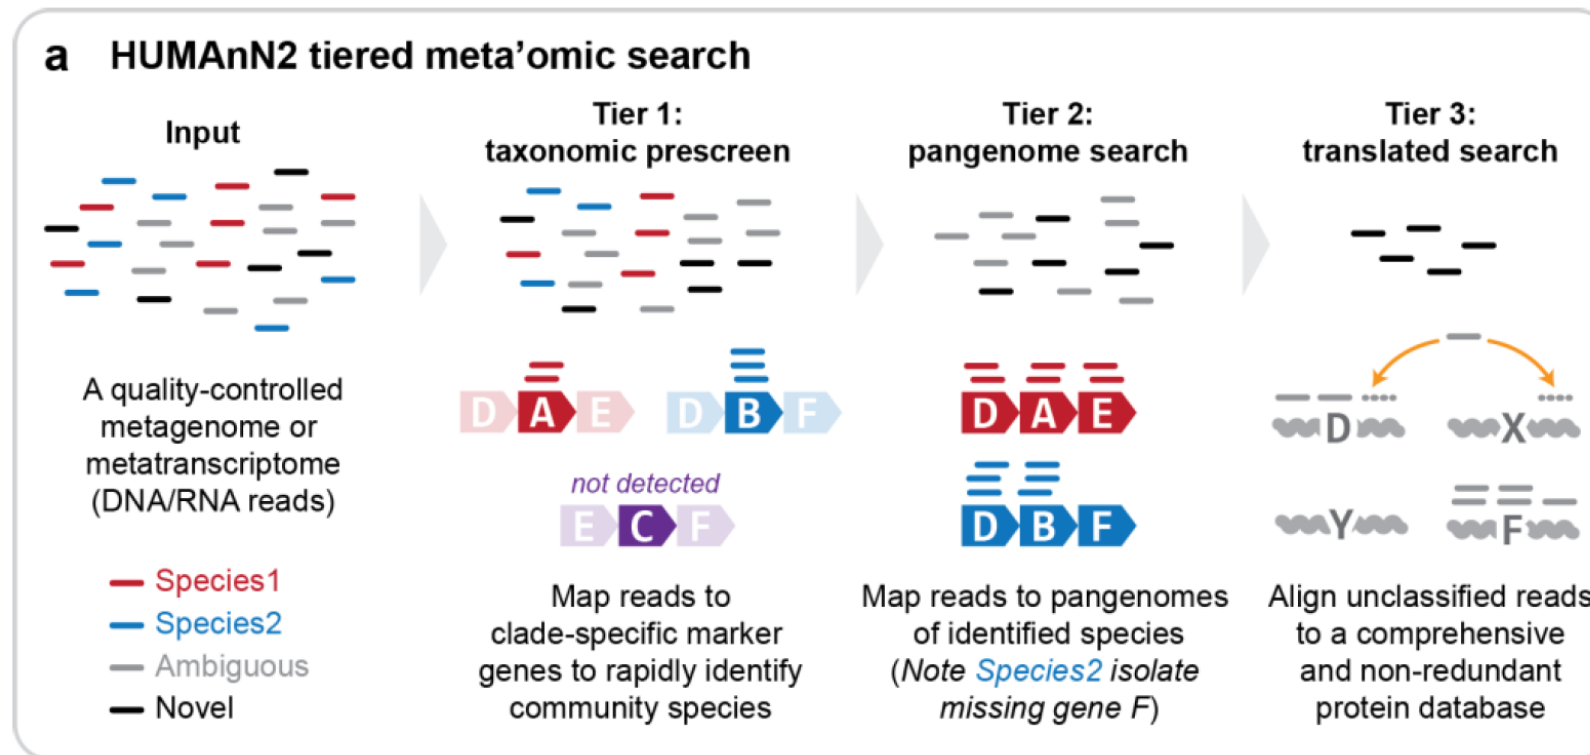 a HUMAnN2 tiered meta'omic search
Input
A quality-controlled
metagenome or
metatranscriptome
(DNA/RNA reads)
Species1
Species2
Ambiguous
Novel
Tier 1:
taxonomic prescreen
D A E
D B F
not detected
E C F
Map reads to
clade-specific marker
genes to rapidly identify
community species
Tier 2:
pangenome search
D A E
D B F
Map reads to pangenomes
of identified species
(Note Species2 isolate
missing gene F)
Tier 3:
translated search
D X
Y F
Align unclassified reads
to a comprehensive
and non-redundant
protein database